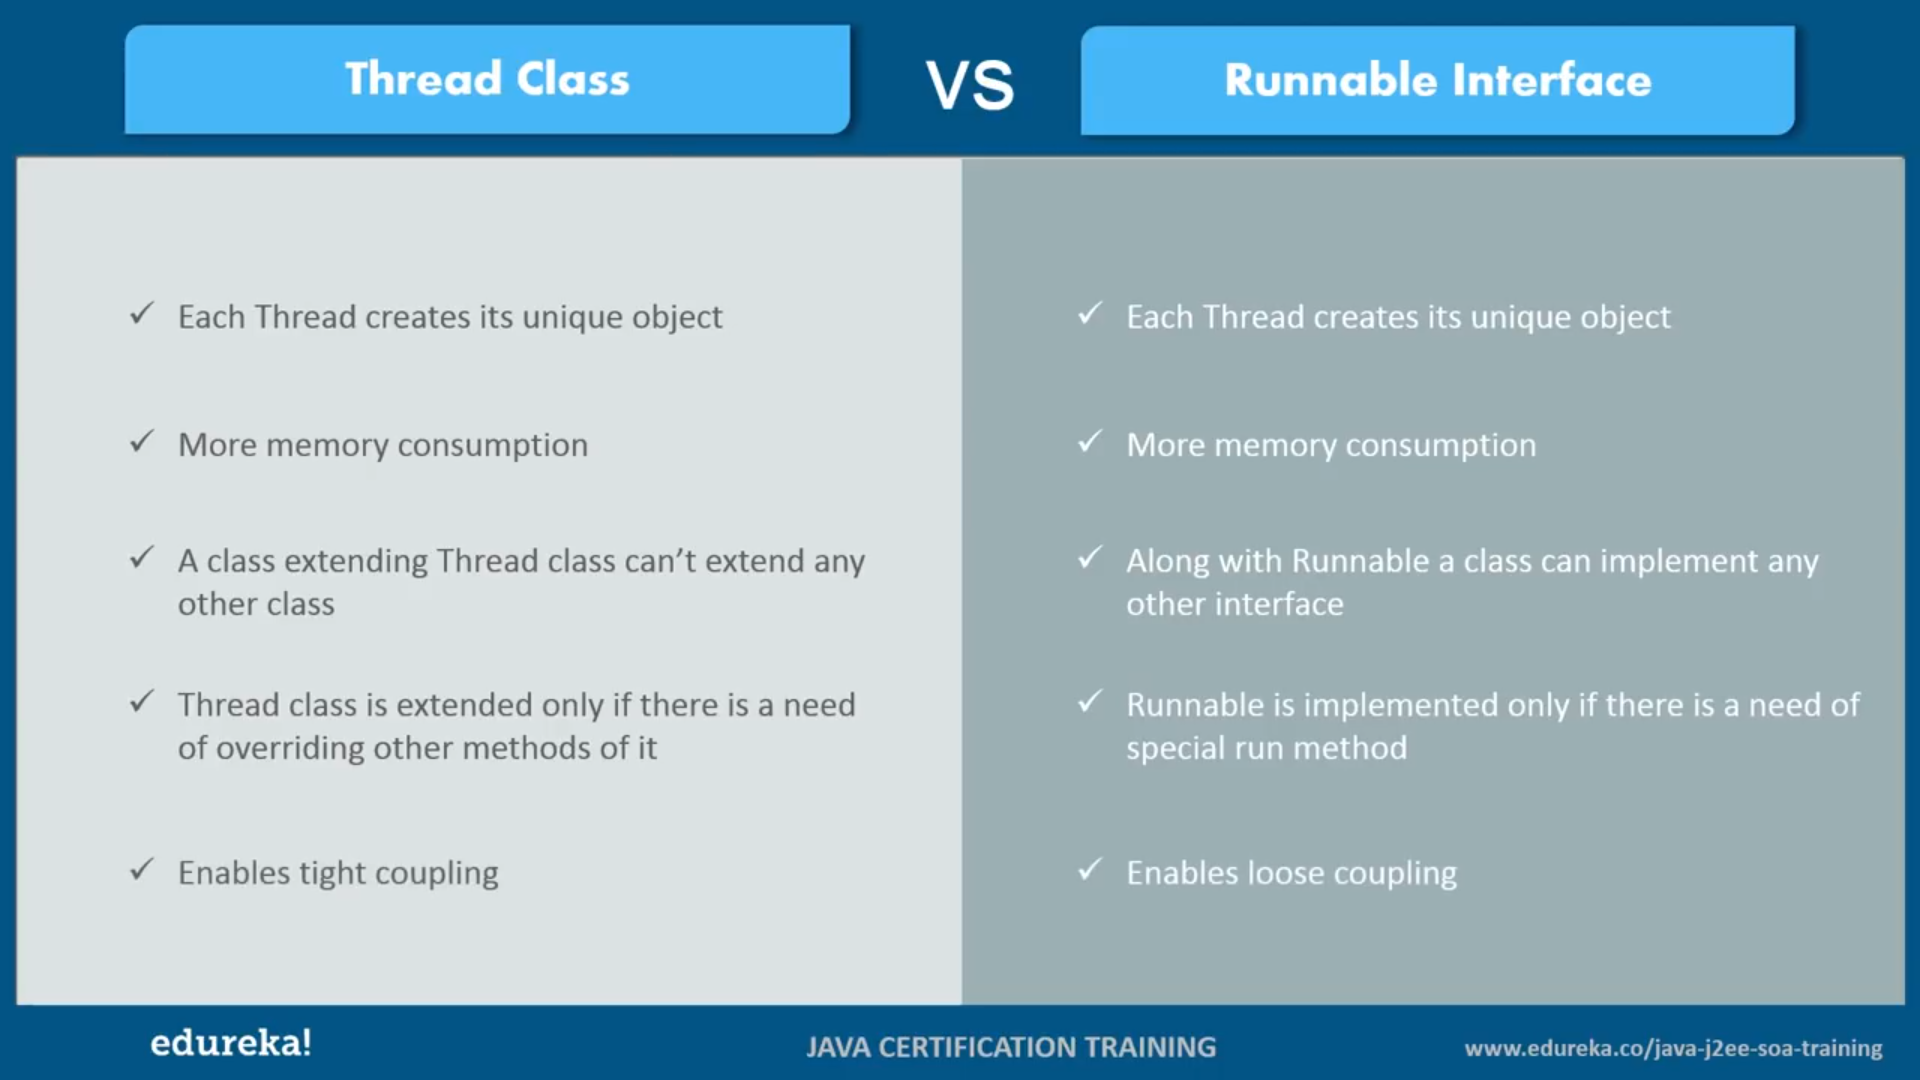 Thread Class
VS
Runnable Interface
✓ Each Thread creates its unique object
✓ More memory consumption
✓ A class extending Thread class can’t extend any
other class
✓ Thread class is extended only if there is a need
of overriding other methods of it
✓ Enables tight coupling
✓ Each Thread creates its unique object
✓ More memory consumption
✓ Along with Runnable a class can implement any
other interface
✓ Runnable is implemented only if there is a need of
special run method
✓ Enables loose coupling
edureka!
JAVA CERTIFICATION TRAINING
www.edureka.co/java-j2ee-soa-training